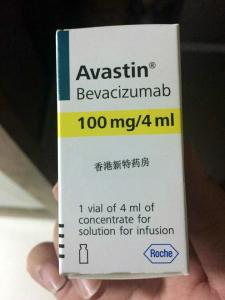 Avastin®
Bevacizumab
100 mg/4 ml
香港新特药房
1 vial of 4 ml of
concentrate for
solution for infusion
Roche